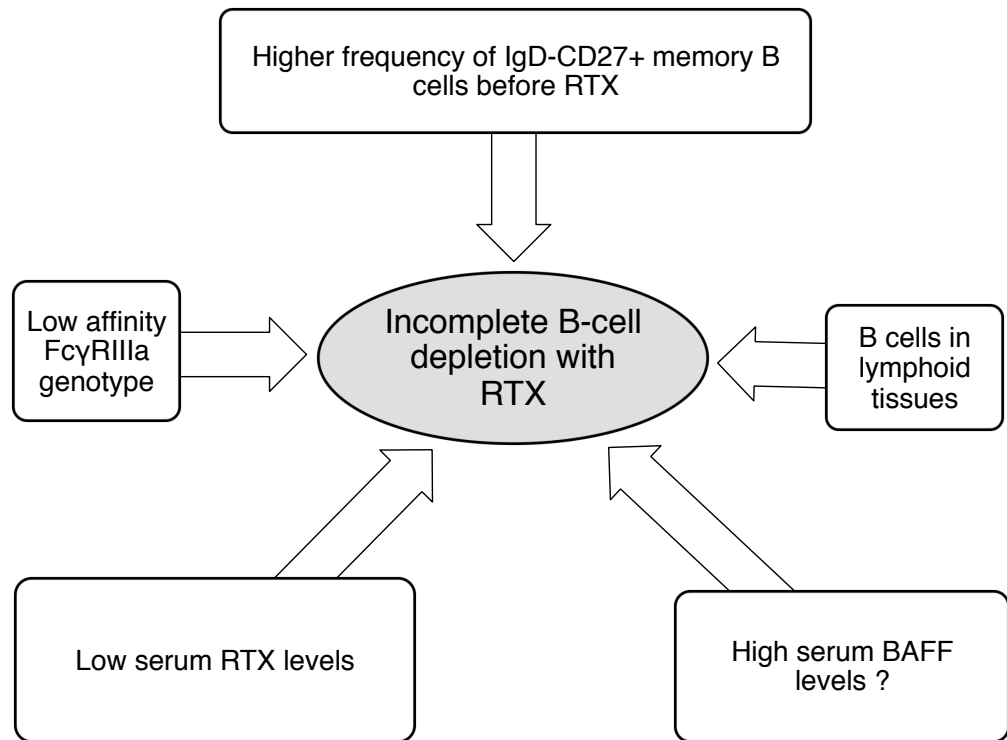 Higher frequency of IgD-CD27+ memory B
cells before RTX
Low affinity
FcγRIIIa
genotype
Incomplete B-cell
depletion with
RTX
B cells in
lymphoid
tissues
Low serum RTX levels
High serum BAFF
levels ?